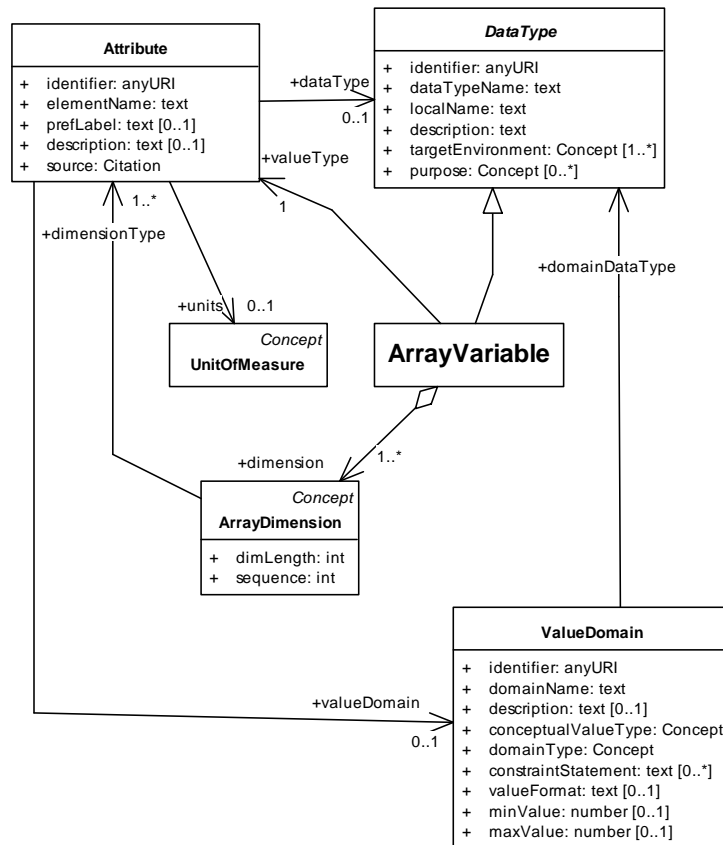 Attribute
+ identifier: anyURI
+ elementName: text
+ prefLabel: text [0..1]
+ description: text [0..1]
+ source: Citation
+dataType
0..1
DataType
+ identifier: anyURI
+ dataTypeName: text
+ localName: text
+ description: text
+ targetEnvironment: Concept [1..*]
+ purpose: Concept [0..*]
+valueType
1
1..*
+dimensionType
+domainDataType
+units 0..1
Concept
UnitOfMeasure
ArrayVariable
+dimension
1..*
Concept
ArrayDimension
+ dimLength: int
+ sequence: int
+valueDomain
0..1
ValueDomain
+ identifier: anyURI
+ domainName: text
+ description: text [0..1]
+ conceptualValueType: Concept
+ domainType: Concept
+ constraintStatement: text [0..*]
+ valueFormat: text [0..1]
+ minValue: number [0..1]
+ maxValue: number [0..1]